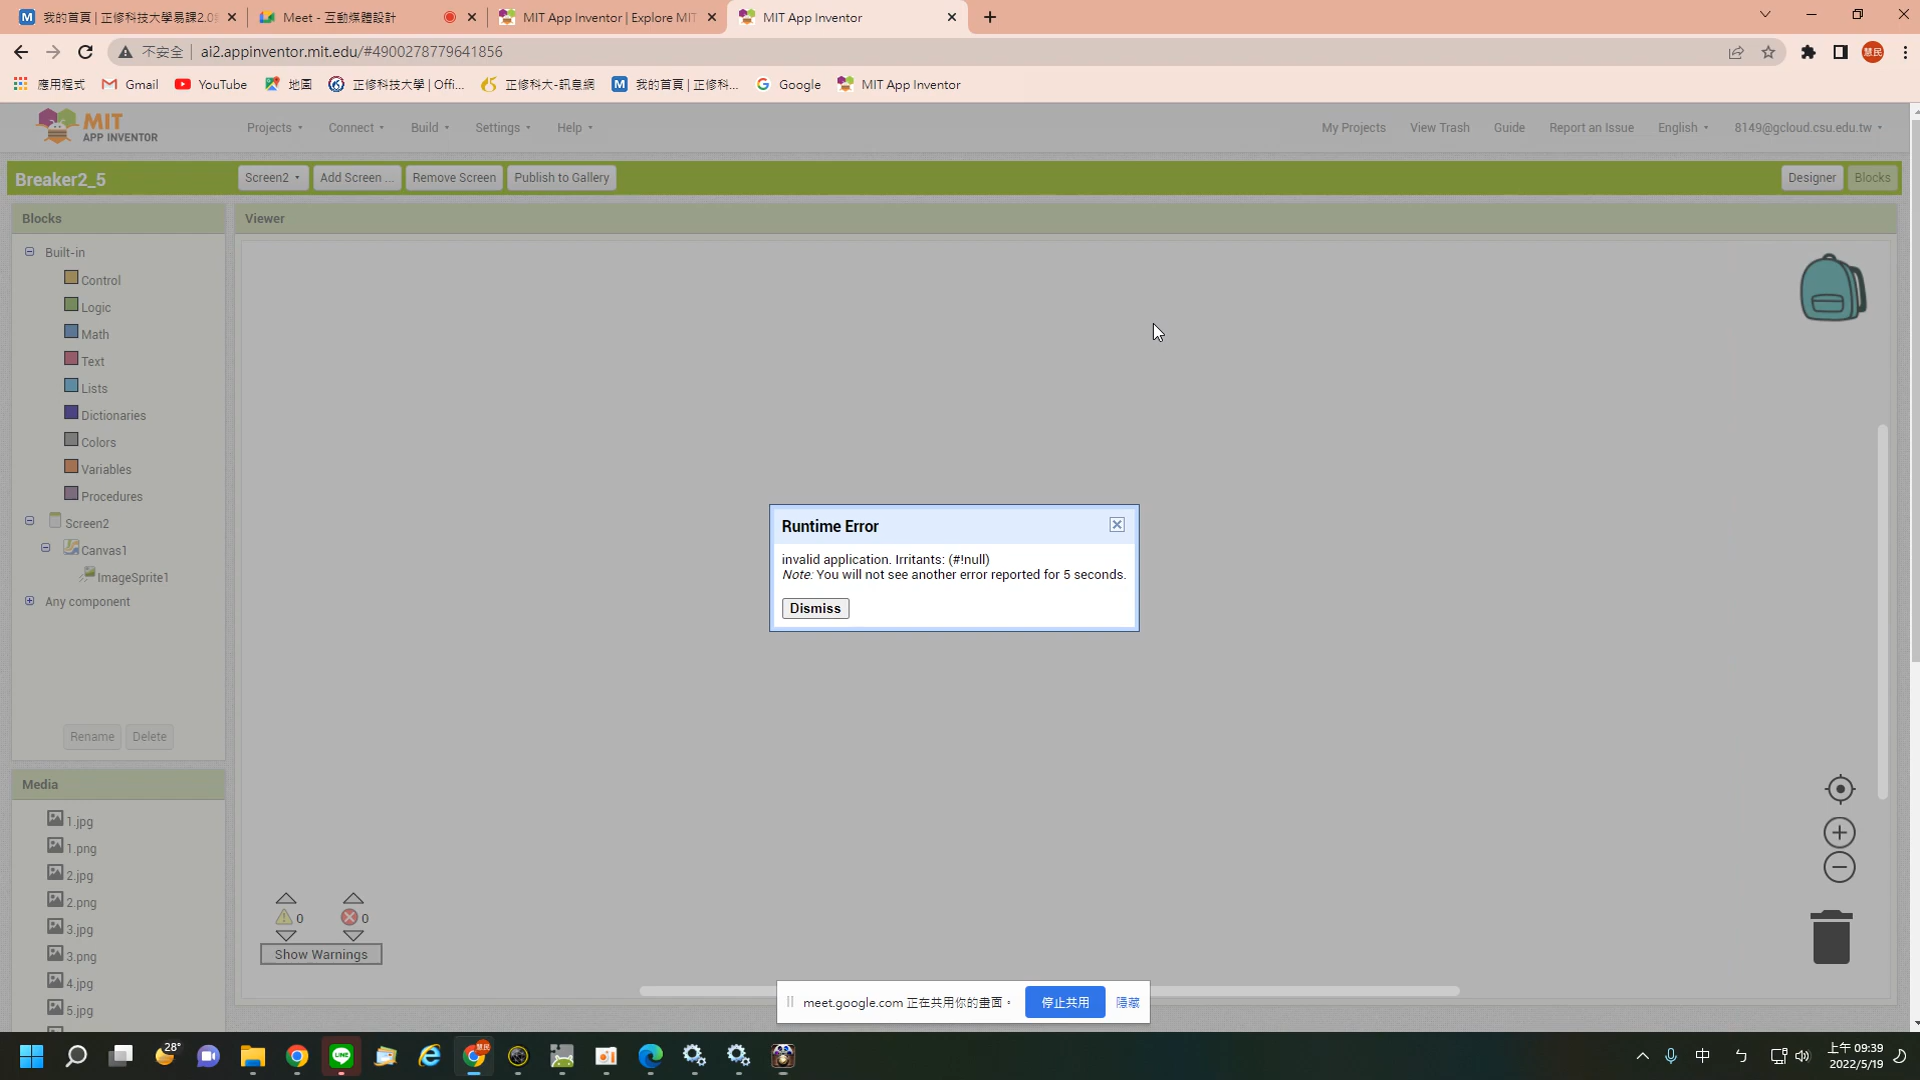 我的首頁 | 正修科技大學易課2.0
Meet - 互動媒體設計
MIT App Inventor | Explore MIT
MIT App Inventor
不安全
ai2.appinventor.mit.edu/#4900278779641856
慧民
應用程式
Gmail
YouTube
地圖
正修科技大學 | Offi...
正修科大-訊息網
我的首頁 | 正修科...
Google
MIT App Inventor
MIT
APP INVENTOR
Projects
Connect
Build
Settings
Help
My Projects
View Trash
Guide
Report an Issue
English
8149@gcloud.csu.edu.tw
Breaker2_5
Screen2
Add Screen ...
Remove Screen
Publish to Gallery
Designer
Blocks
Blocks
Viewer
Built-in
Control
Logic
Math
Text
Lists
Dictionaries
Colors
Variables
Procedures
Screen2
Canvas1
ImageSprite1
Any component
Rename
Delete
Media
1.jpg
1.png
2.jpg
2.png
3.jpg
3.png
4.jpg
5.jpg
Runtime Error
invalid application. Irritants: (#!null)
Note: You will not see another error reported for 5 seconds.
Dismiss
0
0
Show Warnings
meet.google.com 正在共用你的畫面。
停止共用
隱藏
28°
LINE
慧民
中
上午 09:39
2022/5/19